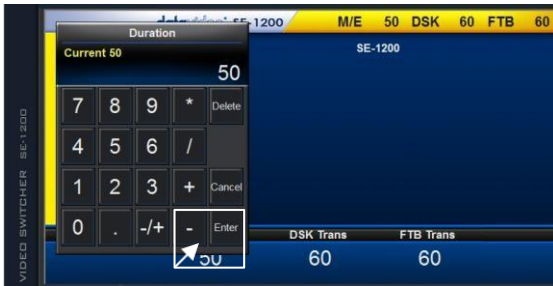 SE-1200 M/E 50 DSK 60 FTB 60
Duration
Current 50
50
SE-1200
7 8 9 * Delete
4 5 6 /
1 2 3 + Cancel
0 . -/+ - Enter
DSK Trans FTB Trans
50 60 60
VIDEO SWITCHER SE-1200